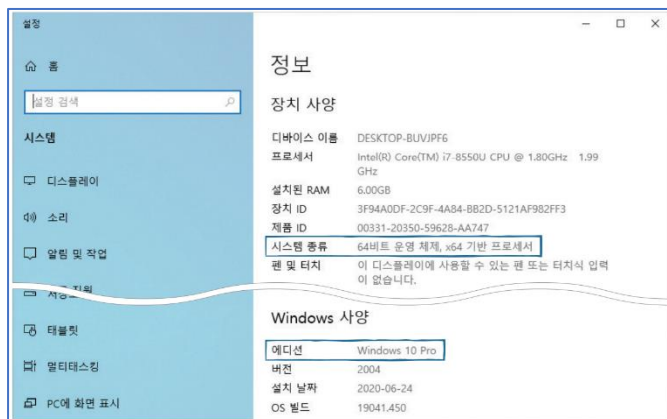 설정
홈
설정 검색
시스템
디스플레이
소리
알림 및 작업
태블릿
멀티태스킹
PC에 화면 표시
정보
장치 사양
디바이스 이름 DESKTOP-BUVJPF6
프로세서 Intel(R) Core(TM) i7-8550U CPU @ 1.80GHz 1.99
GHz
설치된 RAM 6.00GB
장치 ID 3F94A0DF-2C9F-4A84-BB2D-5121AF982FF3
제품 ID 00331-20350-59628-AA747
시스템 종류 64비트 운영 체제, x64 기반 프로세서
펜 및 터치 이 디스플레이에 사용할 수 있는 펜 또는 터치식 입력
이 없습니다.
Windows 사양
에디션 Windows 10 Pro
버전 2004
설치 날짜 2020-06-24
OS 빌드 19041.450